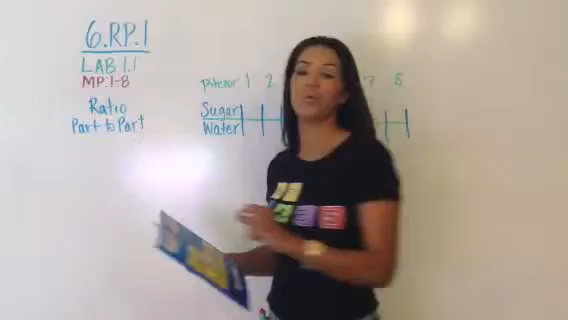 6.RP.1
LAB 1.1
MP:1-8
Ratio
Part to Part
Pitcher 1 2 7 8
Sugar
Water